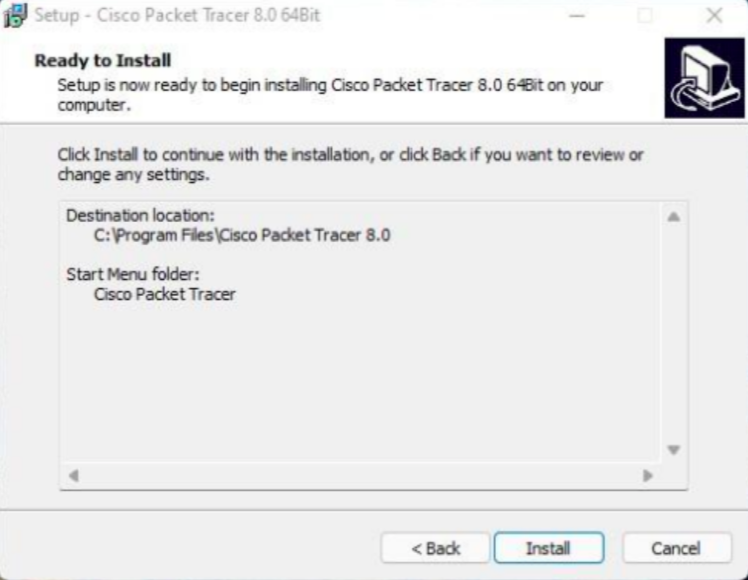 Setup - Cisco Packet Tracer 8.0 64Bit
Ready to Install
Setup is now ready to begin installing Cisco Packet Tracer 8.0 64Bit on your
computer.
Click Install to continue with the installation, or click Back if you want to review or
change any settings.
Destination location:
C:\Program Files\Cisco Packet Tracer 8.0
Start Menu folder:
Cisco Packet Tracer
< Back Install Cancel